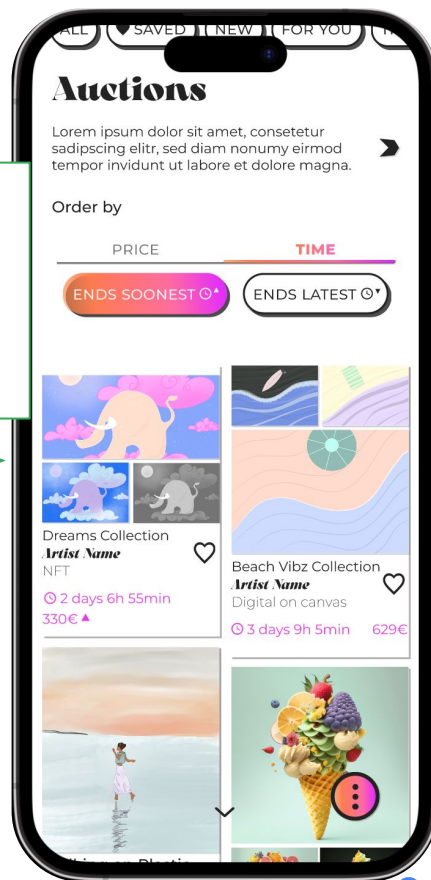 ALL
SAVED
NEW
FOR YOU
Auctions
Lorem ipsum dolor sit amet, consetetur
sadipscing elitr, sed diam nonumy eirmod
tempor invidunt ut labore et dolore magna.
Order by
PRICE
TIME
ENDS SOONEST
ENDS LATEST
Dreams Collection
Artist Name
NFT
2 days 6h 55min
330€
Beach Vibz Collection
Artist Name
Digital on canvas
3 days 9h 5min 629€